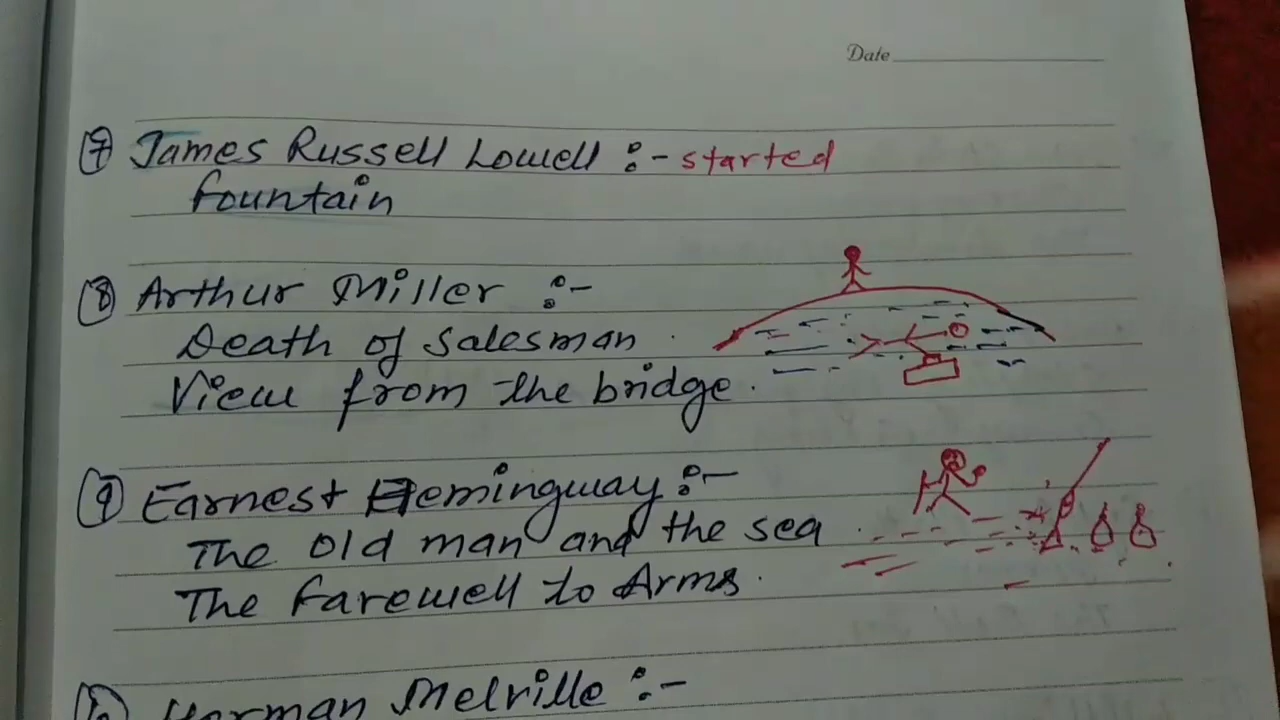 Date
⑦ James Russell Lowell :- started
fountain
⑧ Arthur Miller :-
Death of salesman.
View from the bridge.
⑨ Earnest Hemingway :-
The old man and the sea.
The farewell to Arms.
Herman Melville :-